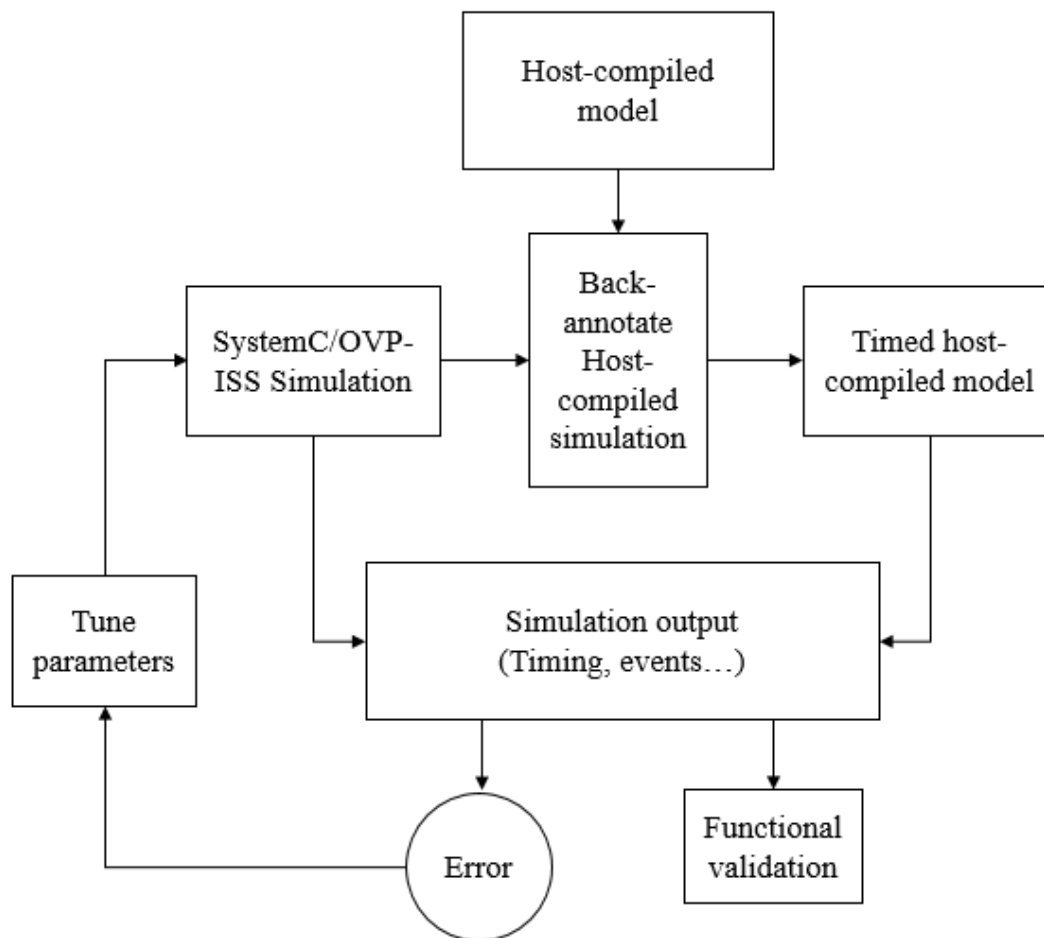 Host-compiled
model
Back-
annotate
Host-
compiled
simulation
SystemC/OVP-
ISS Simulation
Timed host-
compiled model
Tune
parameters
Simulation output
(Timing, events…)
Error
Functional
validation